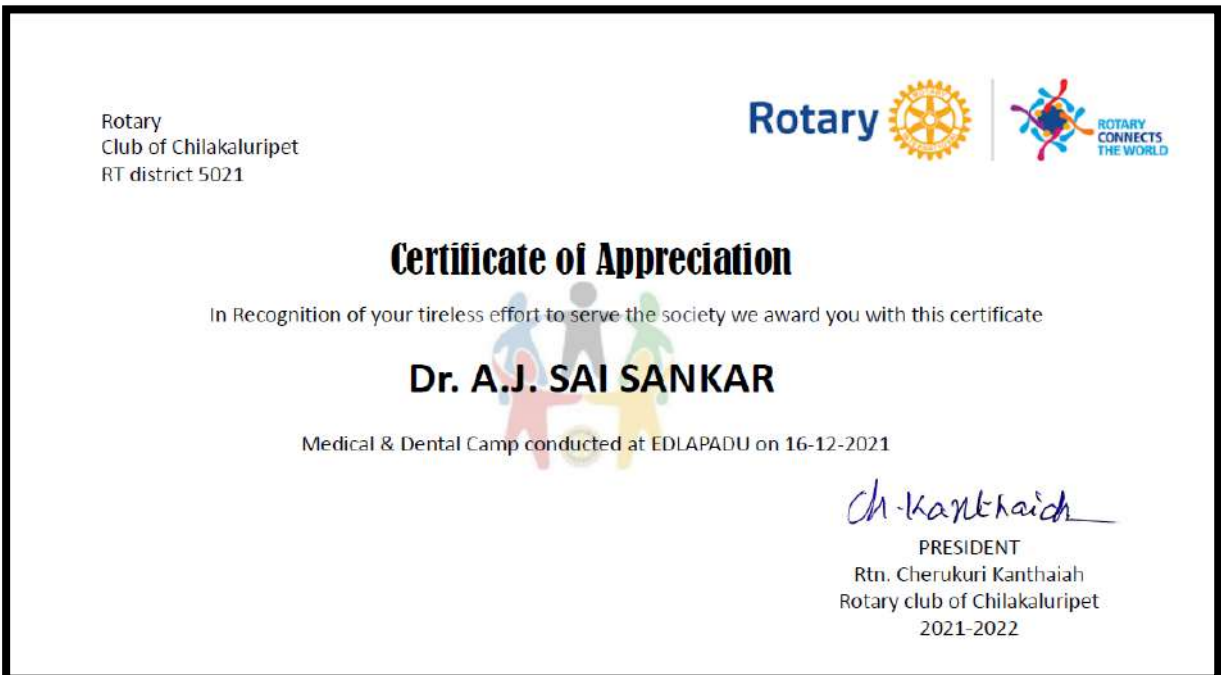 Rotary
Club of Chilakaluripet
RT district 5021
Rotary
ROTARY
CONNECTS
THE WORLD
Certificate of Appreciation
In Recognition of your tireless effort to serve the society we award you with this certificate
Dr. A.J. SAI SANKAR
Medical & Dental Camp conducted at EDLAPADU on 16-12-2021
Ch. Kanthaiah
PRESIDENT
Rtn. Cherukuri Kanthaiah
Rotary club of Chilakaluripet
2021-2022